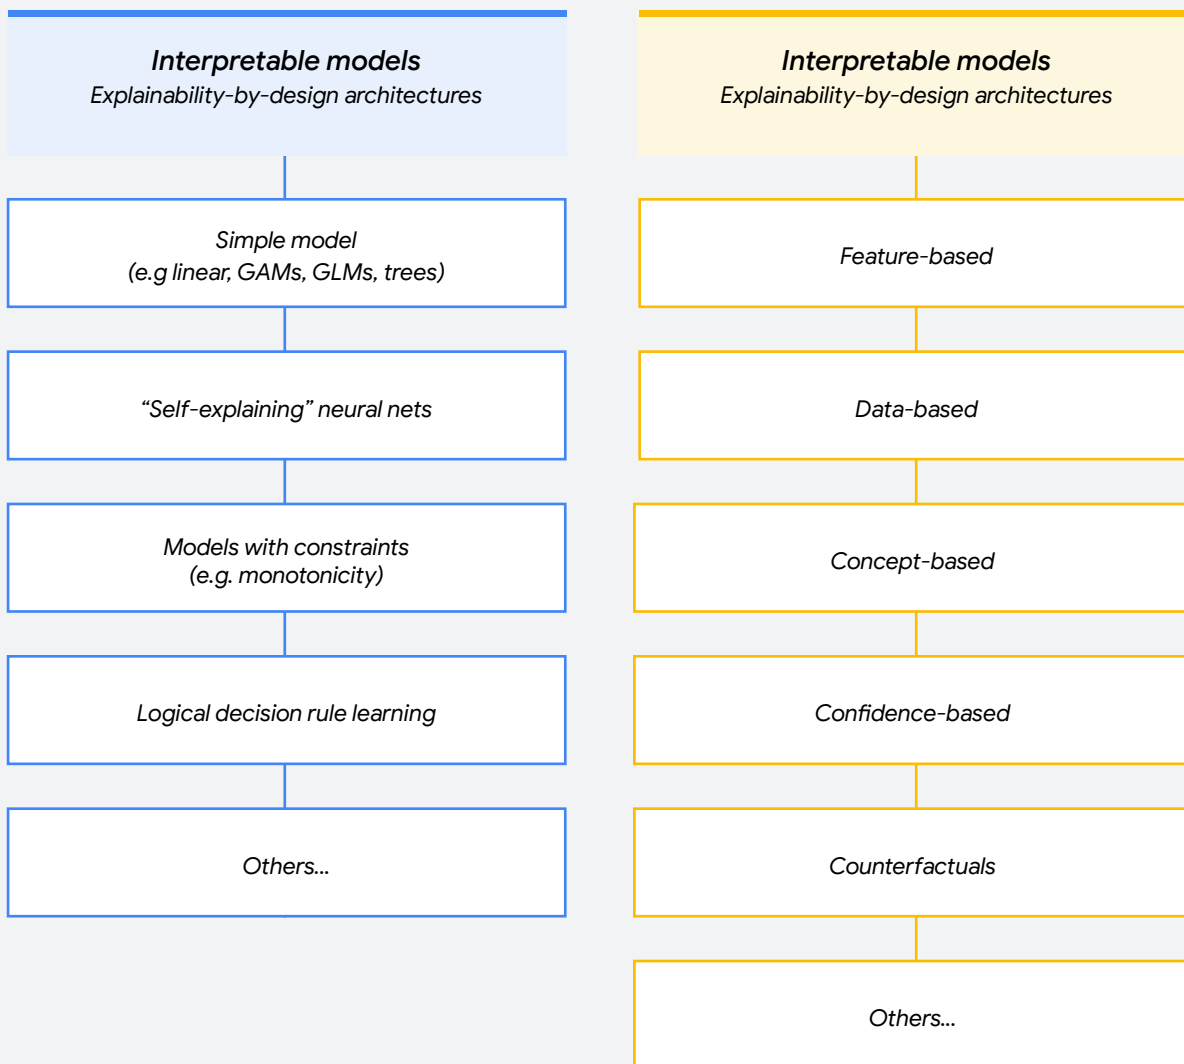 Interpretable models
Explainability-by-design architectures
Simple model
(e.g linear, GAMs, GLMs, trees)
“Self-explaining” neural nets
Models with constraints
(e.g. monotonicity)
Logical decision rule learning
Others...
Interpretable models
Explainability-by-design architectures
Feature-based
Data-based
Concept-based
Confidence-based
Counterfactuals
Others...